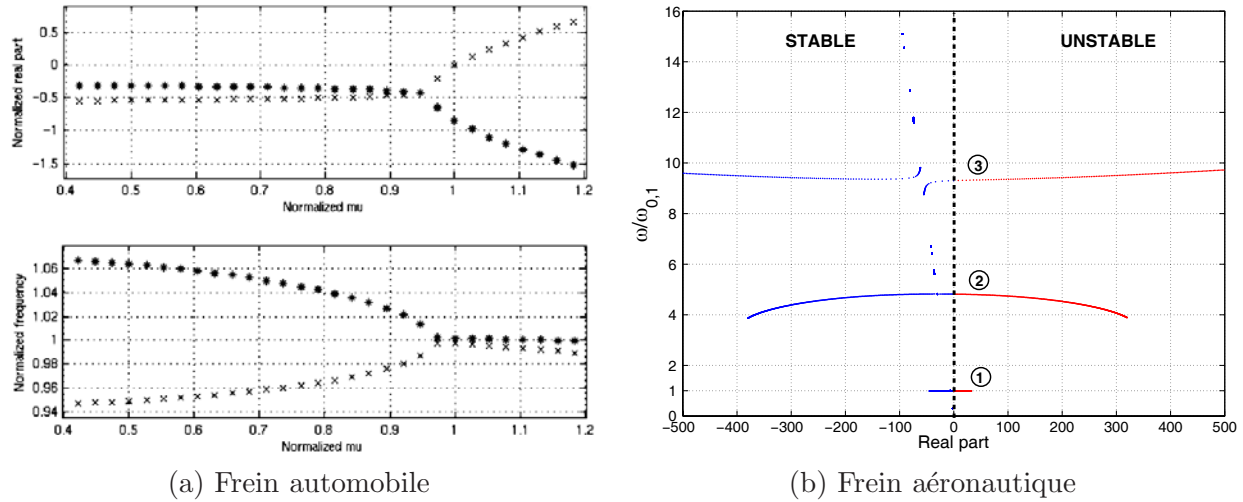 0.5
0
-0.5
-1
-1.5
Normalized real part
0.4 0.5 0.6 0.7 0.8 0.9 1 1.1 1.2
Normalized mu
1.06
1.04
1.02
1.00
0.98
0.96
0.94
Normalized frequency
0.4 0.5 0.6 0.7 0.8 0.9 1 1.1 1.2
Normalized mu
(a) Frein automobile
16
14
12
10
8
6
4
2
1
0
ω/ω0,1
STABLE
UNSTABLE
3
2
1
-500 -400 -300 -200 -100 0 100 200 300 400 500
Real part
(b) Frein aéronautique